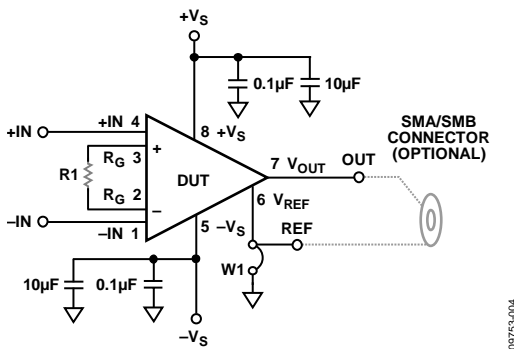 +VS
0.1µF
10µF
SMA/SMB
CONNECTOR
(OPTIONAL)
+IN
+IN 4
8 +VS
RG 3
+
7 VOUT
OUT
R1
DUT
6 VREF
RG 2
–
–VS
REF
–IN
–IN 1
5
W1
10µF
0.1µF
–VS
09753-004